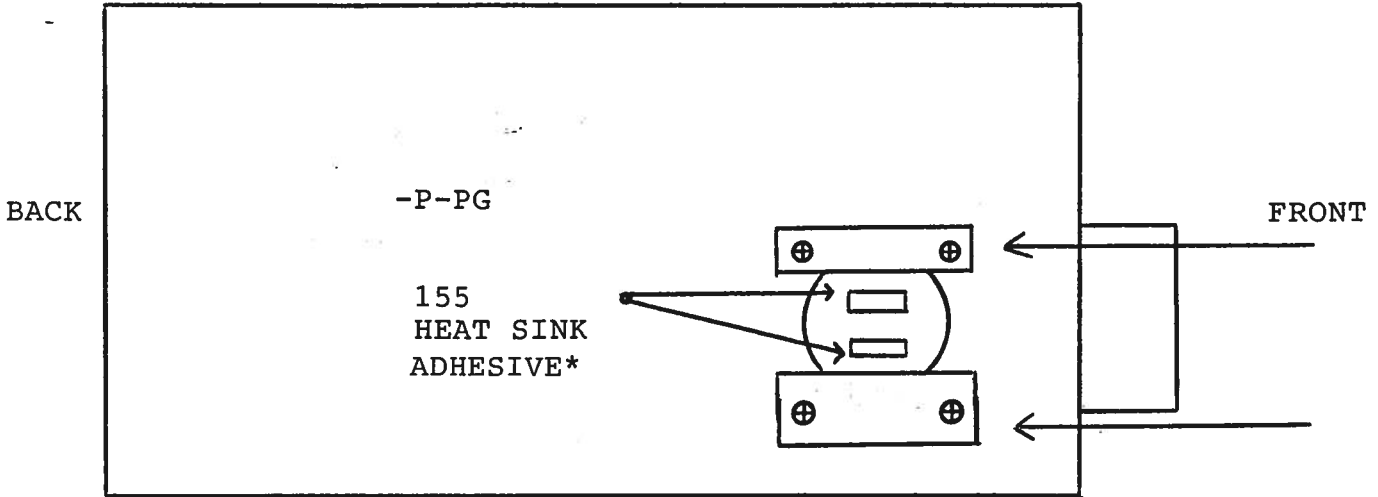 -P-PG
BACK
FRONT
155
HEAT SINK
ADHESIVE*